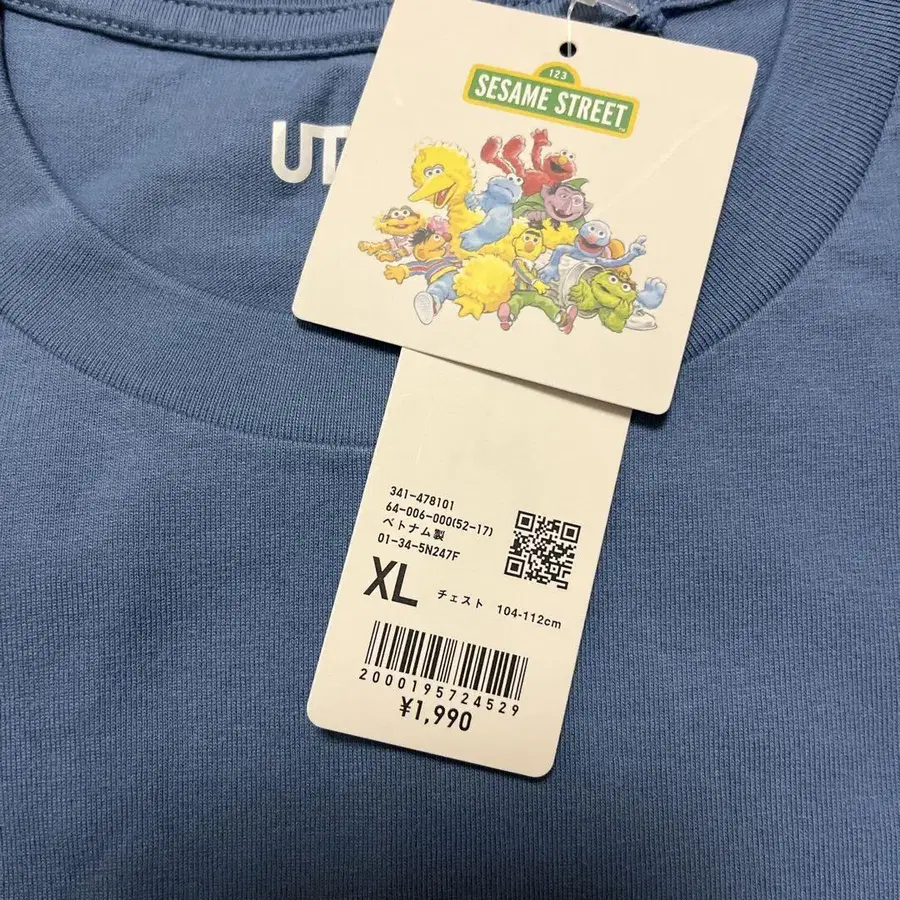 123
SESAME STREET
TM
UT
341-478101
64-006-000(52-17)
ベトナム製
01-34-5N247F
XL チェスト 104-112cm
2000195724529
¥1,990